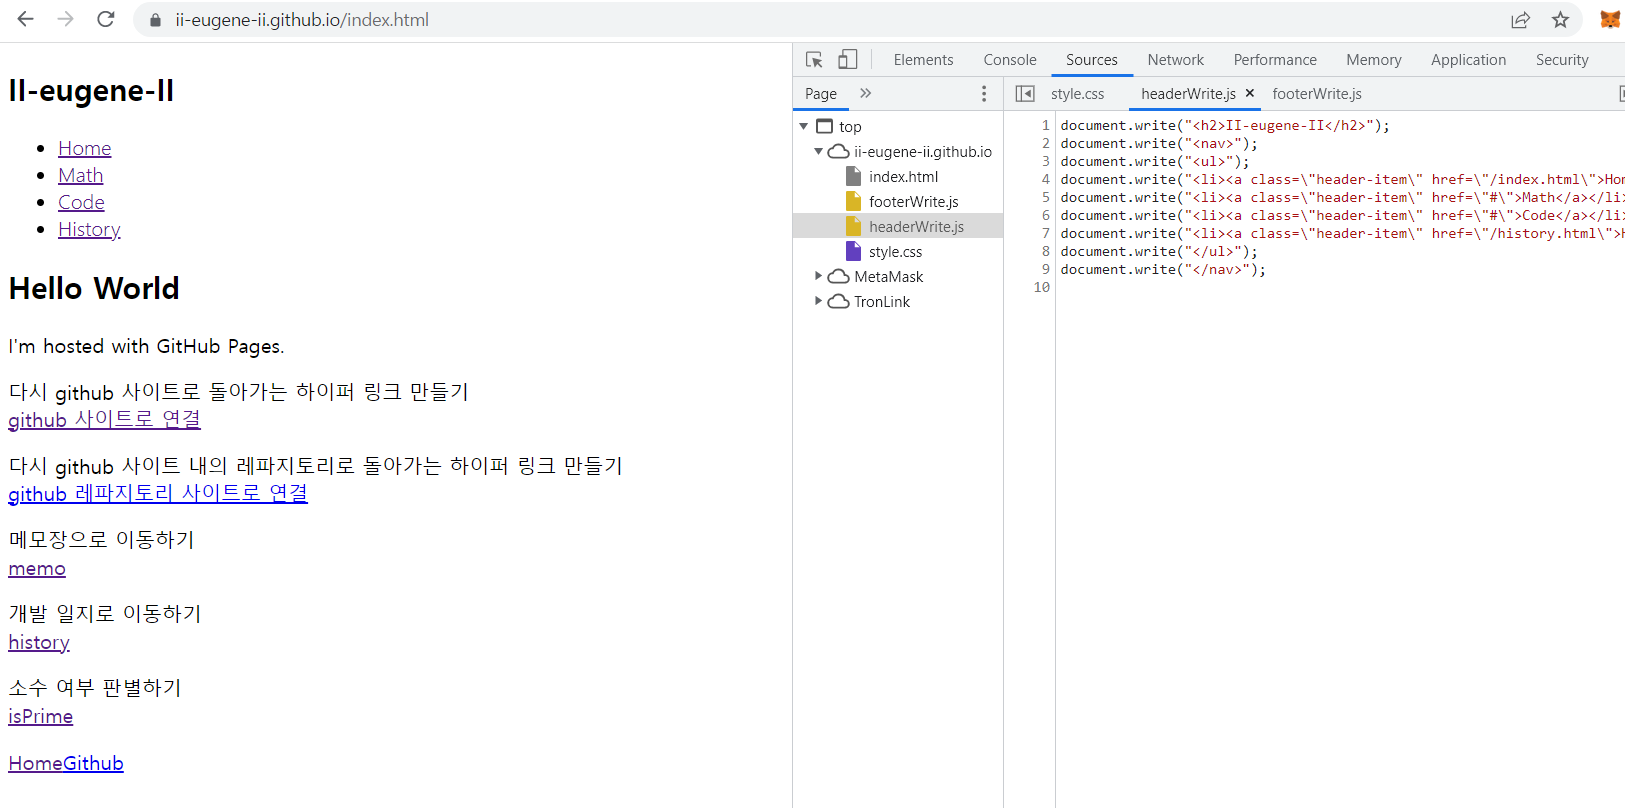 ii-eugene-ii.github.io/index.html
II-eugene-II
Home
Math
Code
History
Hello World
I'm hosted with GitHub Pages.
다시 github 사이트로 돌아가는 하이퍼 링크 만들기
github 사이트로 연결
다시 github 사이트 내의 레파지토리로 돌아가는 하이퍼 링크 만들기
github 레파지토리 사이트로 연결
메모장으로 이동하기
memo
개발 일지로 이동하기
history
소수 여부 판별하기
isPrime
HomeGithub
Elements Console Sources Network Performance Memory Application Security
Page
top
ii-eugene-ii.github.io
index.html
footerWrite.js
headerWrite.js
style.css
MetaMask
TronLink
style.css headerWrite.js × footerWrite.js
1 document.write("<h2>II-eugene-II</h2>");
2 document.write("<nav>");
3 document.write("<ul>");
4 document.write("<li><a class=\"header-item\" href=\"/index.html\">Hom
5 document.write("<li><a class=\"header-item\" href=\"#\">Math</a></li>
6 document.write("<li><a class=\"header-item\" href=\"#\">Code</a></li>
7 document.write("<li><a class=\"header-item\" href=\"/history.html\">H
8 document.write("</ul>");
9 document.write("</nav>");
10